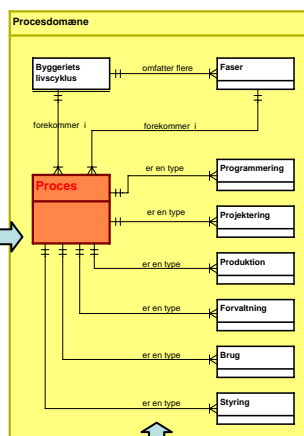 Procesdomæne
Byggeriets
livscyklus
omfatter flere
Faser
forekommer i
forekommer i
Proces
er en type
Programmering
er en type
Projektering
er en type
Produktion
er en type
Forvaltning
er en type
Brug
er en type
Styring